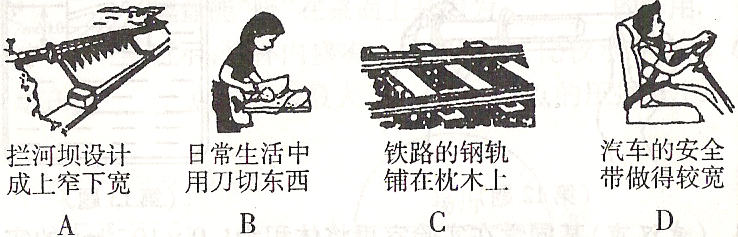 拦河坝设计
成上窄下宽
A
日常生活中
用刀切东西
B
铁路的钢轨
铺在枕木上
C
汽车的安全
带做得较宽
D